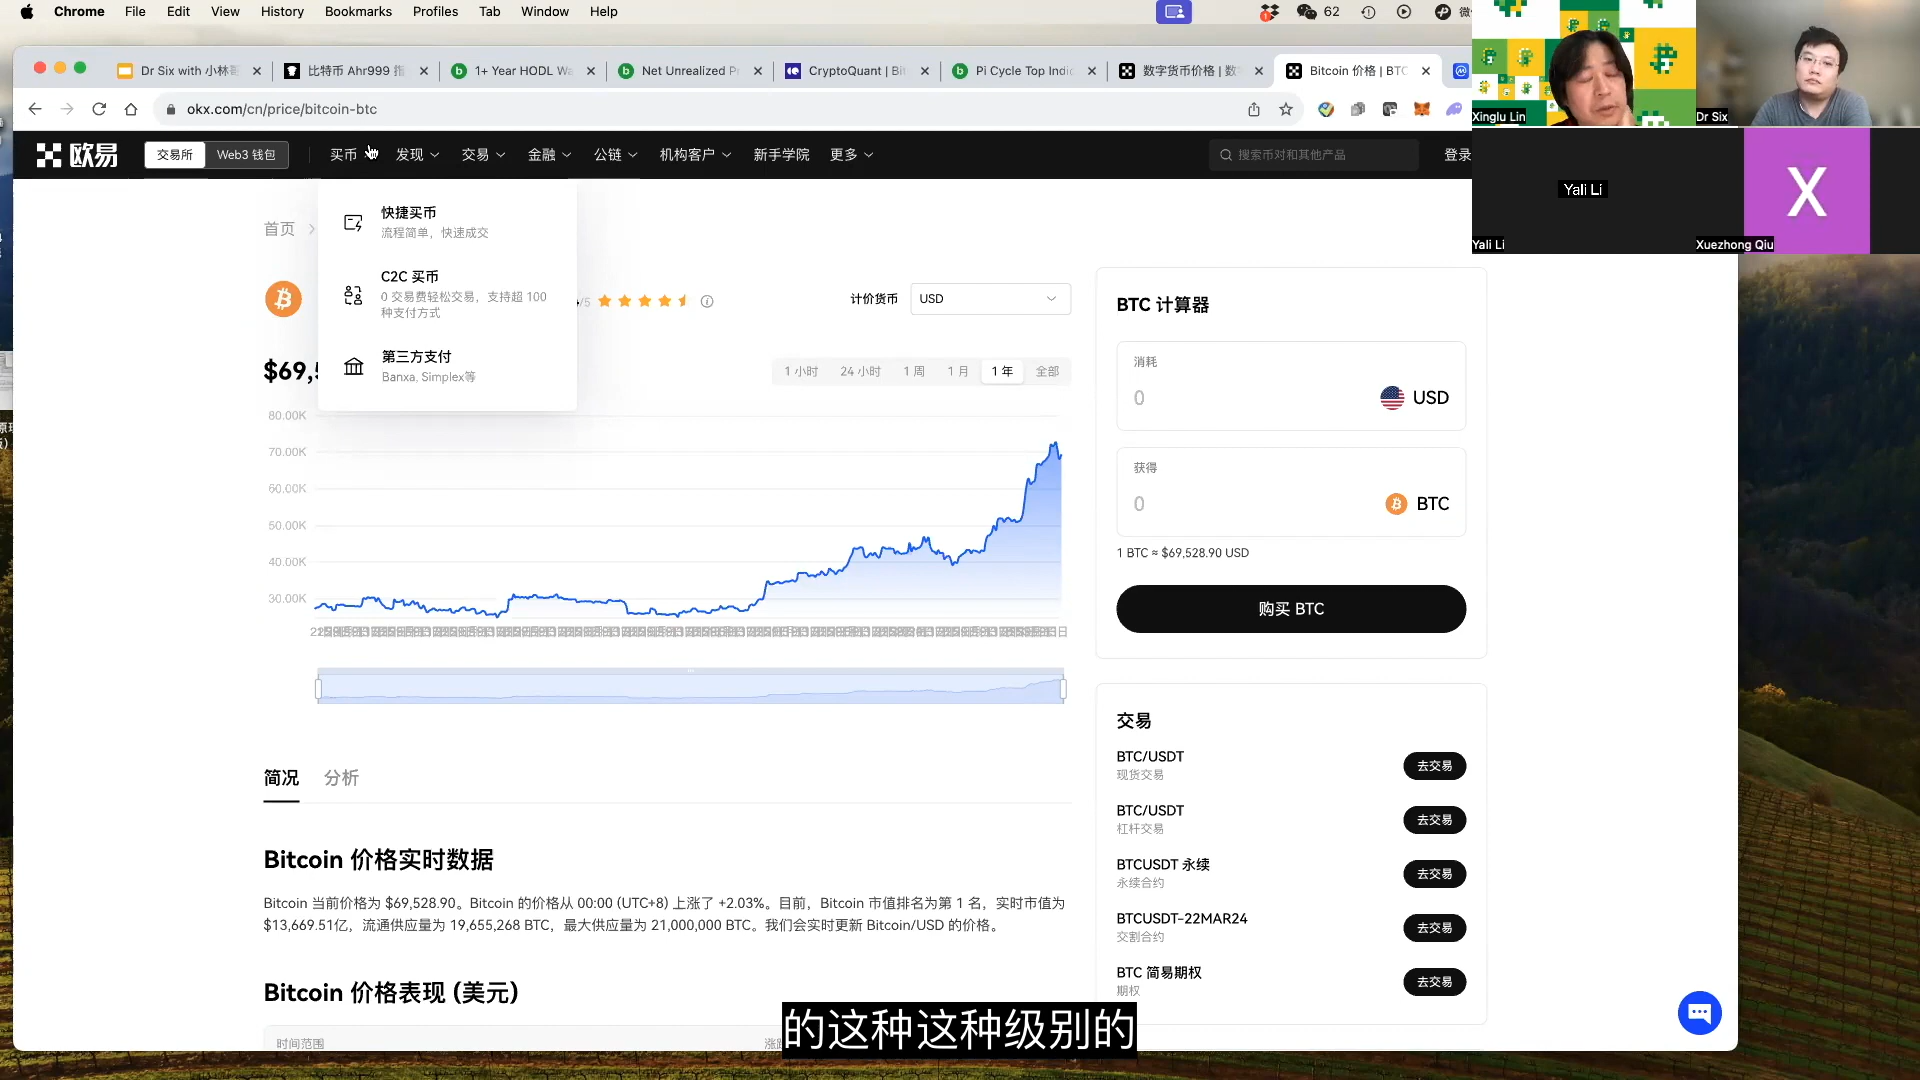 Chrome File Edit View History Bookmarks Profiles Tab Window Help
62
微
Dr Six with 小林哥
比特币 Ahr999 指
1+ Year HODL Wa
Net Unrealized P
CryptoQuant | Bit
Pi Cycle Top Indic
数字货币价格 | 数
Bitcoin 价格 | BTC
okx.com/cn/price/bitcoin-btc
欧易
交易所 Web3 钱包
买币 发现 交易 金融 公链 机构客户 新手学院 更多
搜索币对和其他产品
登录
Xinglu Lin
Dr Six
Yali Li
Yali Li
X
Xuezhong Qiu
首页
快捷买币
流程简单，快速成交
C2C 买币
0 交易费轻松交易，支持超 100
种支付方式
第三方支付
Banxa, Simplex等
/5
计价货币 USD
$69,5
1 小时 24 小时 1 周 1 月 1 年 全部
80.00K
70.00K
60.00K
50.00K
40.00K
30.00K
BTC 计算器
消耗
0 USD
获得
0 BTC
1 BTC ≈ $69,528.90 USD
购买 BTC
交易
BTC/USDT
现货交易
去交易
BTC/USDT
杠杆交易
去交易
BTCUSDT 永续
永续合约
去交易
BTCUSDT-22MAR24
交割合约
去交易
BTC 简易期权
期权
去交易
简况 分析
Bitcoin 价格实时数据
Bitcoin 当前价格为 $69,528.90。Bitcoin 的价格从 00:00 (UTC+8) 上涨了 +2.03%。目前，Bitcoin 市值排名为第 1 名，实时市值为
$13,669.51亿，流通供应量为 19,655,268 BTC，最大供应量为 21,000,000 BTC。我们会实时更新 Bitcoin/USD 的价格。
Bitcoin 价格表现 (美元)
时间范围
的这种这种级别的